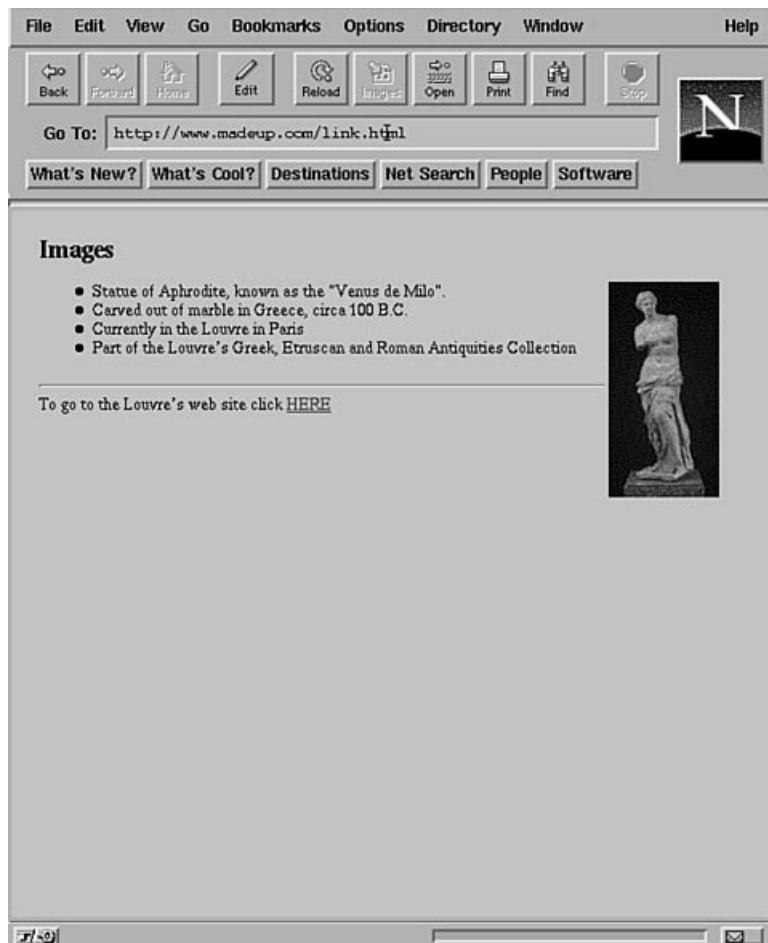 File Edit View Go Bookmarks Options Directory Window Help
Back Forward Home Edit Reload Images Open Print Find Stop
N
Go To: http://www.madeup.com/link.html
What's New? What's Cool? Destinations Net Search People Software
Images
Statue of Aphrodite, known as the "Venus de Milo".
Carved out of marble in Greece, circa 100 B.C.
Currently in the Louvre in Paris
Part of the Louvre's Greek, Etruscan and Roman Antiquities Collection
To go to the Louvre's web site click HERE